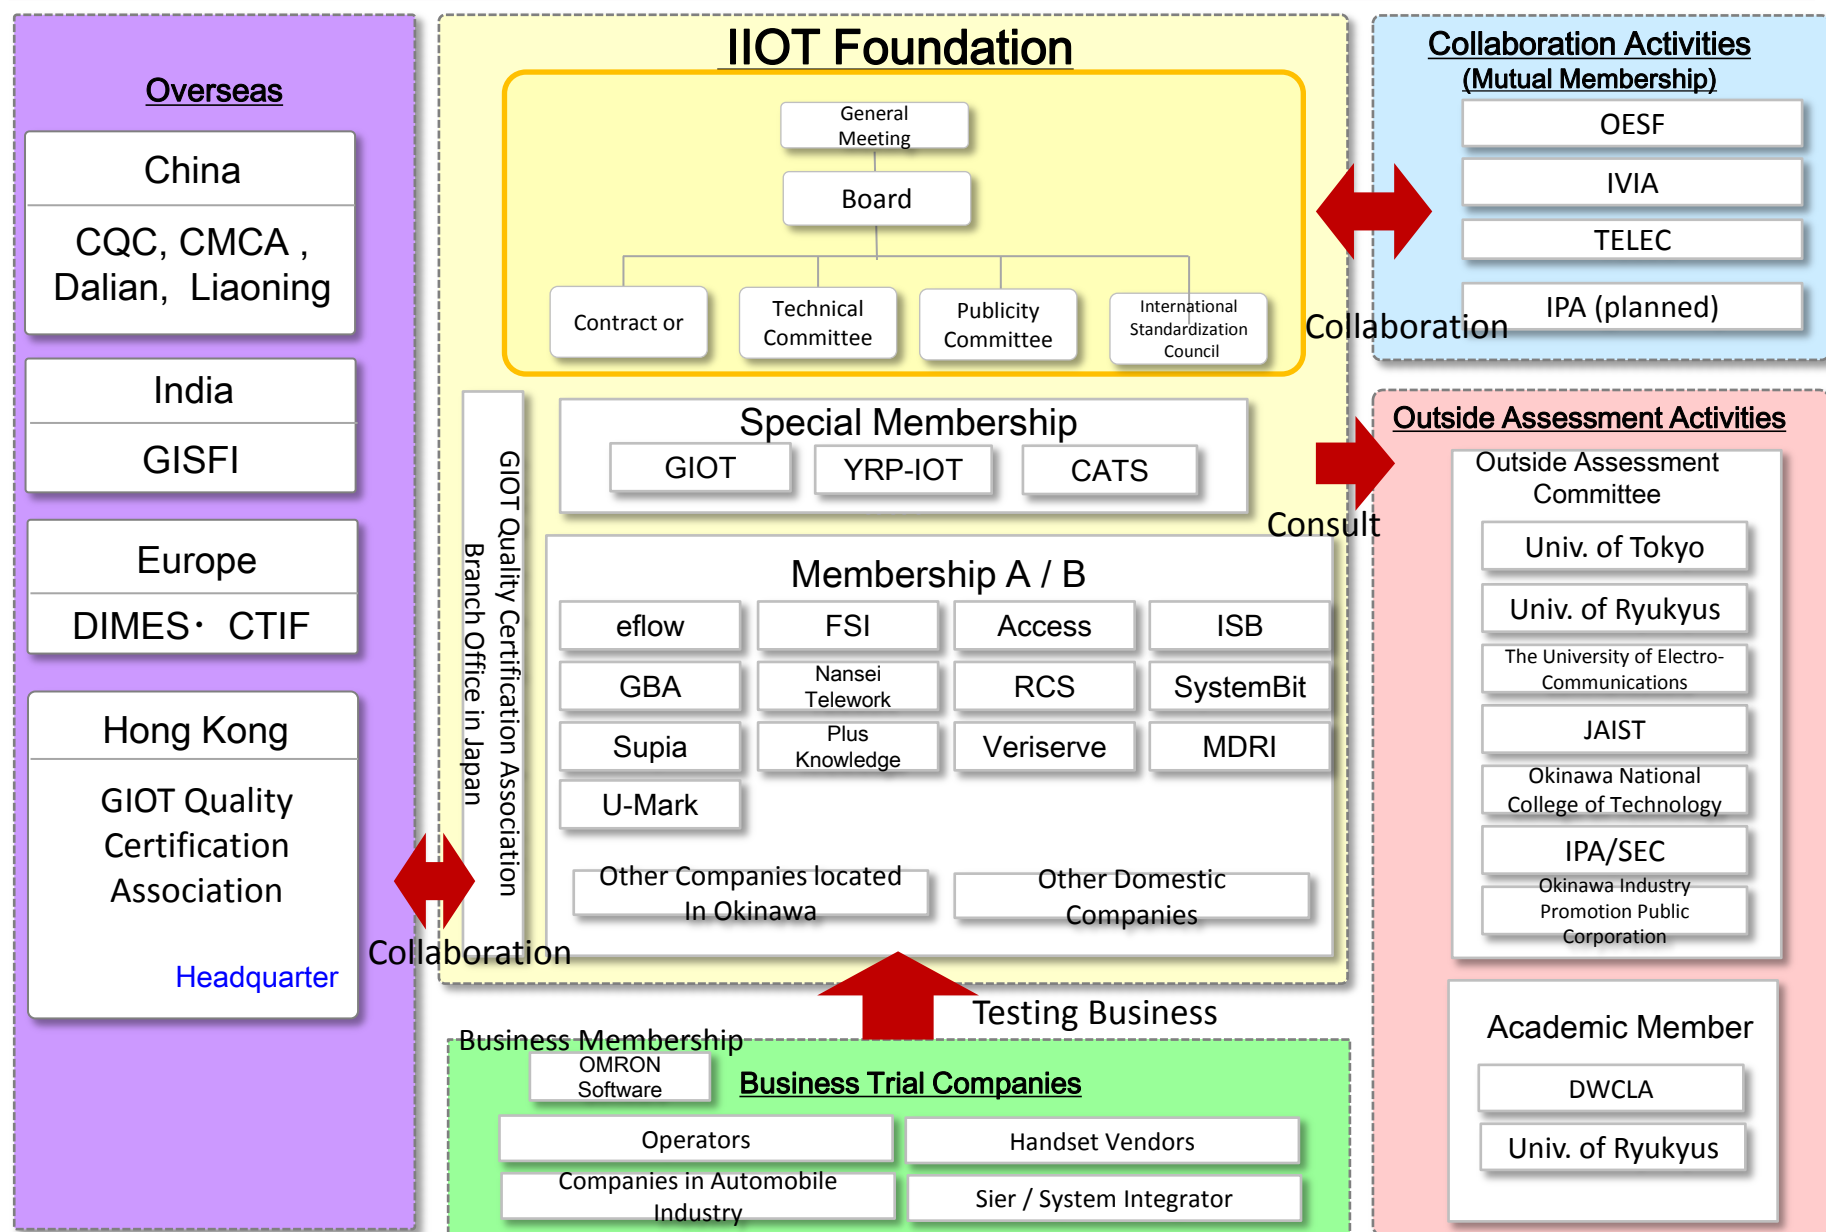 Overseas
China
CQC, CMCA ,
Dalian, Liaoning
India
GISFI
Europe
DIMES・ CTIF
Hong Kong
GIOT Quality
Certification
Association
Headquarter
Collaboration
IIOT Foundation
General
Meeting
Board
Contract or
Technical
Committee
Publicity
Committee
International
Standardization
Council
GIOT Quality Certification Association
Branch Office in Japan
Special Membership
GIOT
YRP-IOT
CATS
Membership A / B
eflow
FSI
Access
ISB
GBA
Nansei
Telework
RCS
SystemBit
Supia
Plus
Knowledge
Veriserve
MDRI
U-Mark
Other Companies located
In Okinawa
Other Domestic
Companies
Testing Business
Business Membership
OMRON
Software
Business Trial Companies
Operators
Handset Vendors
Companies in Automobile
Industry
Sier / System Integrator
Collaboration Activities
(Mutual Membership)
OESF
IVIA
TELEC
IPA (planned)
Collaboration
Consult
Outside Assessment Activities
Outside Assessment
Committee
Univ. of Tokyo
Univ. of Ryukyus
The University of Electro-
Communications
JAIST
Okinawa National
College of Technology
IPA/SEC
Okinawa Industry
Promotion Public
Corporation
Academic Member
DWCLA
Univ. of Ryukyus